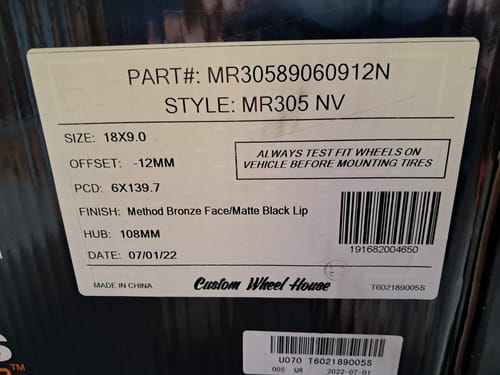 PART#: MR30589060912N
STYLE: MR305 NV
SIZE: 18X9.0
OFFSET: -12MM
PCD: 6X139.7
FINISH: Method Bronze Face/Matte Black Lip
HUB: 108MM
DATE: 07/01/22
ALWAYS TEST FIT WHEELS ON
VEHICLE BEFORE MOUNTING TIRES
191682004650
MADE IN CHINA
Custom Wheel House
T602189005S
U070 T602189005S
005 QB 2022-07-01